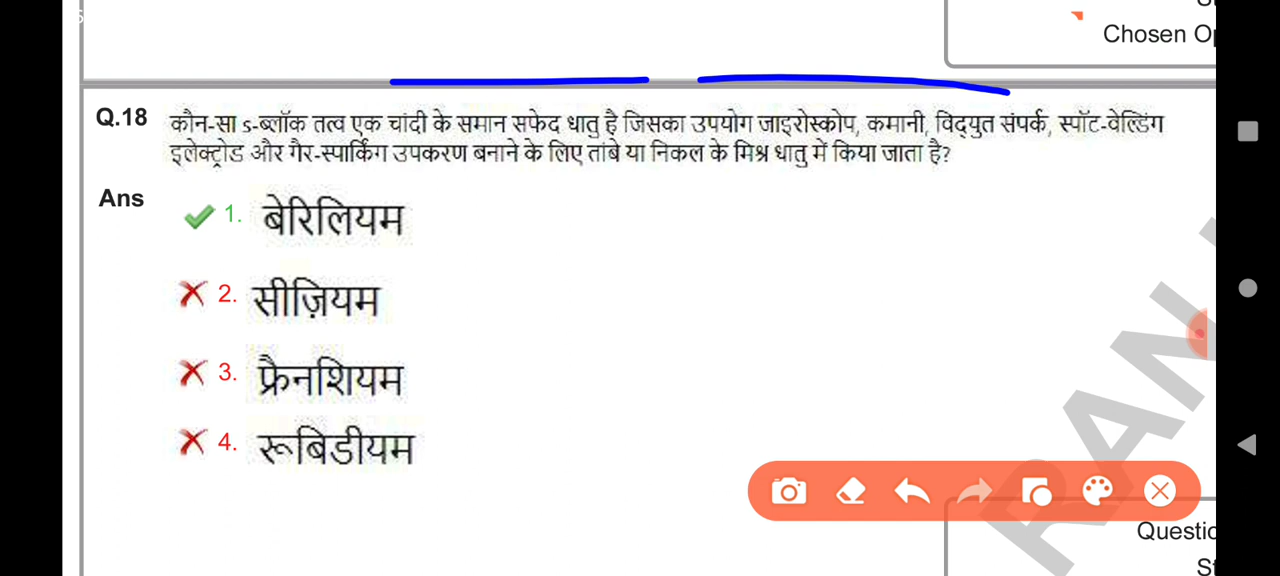 Chosen
Q.18 कौन-सा s-ब्लॉक तत्व एक चांदी के समान सफेद धातु है जिसका उपयोग जाइरोस्कोप, कमानी, विद्युत संपर्क, स्पॉट-वेल्डिंग
इलेक्ट्रोड और गैर-स्पार्किंग उपकरण बनाने के लिए तांबे या निकल के मिश्र धातु में किया जाता है?
Ans
1. बेरिलियम
2. सीज़ियम
3. फ्रैनशियम
4. रूबिडीयम
RAN